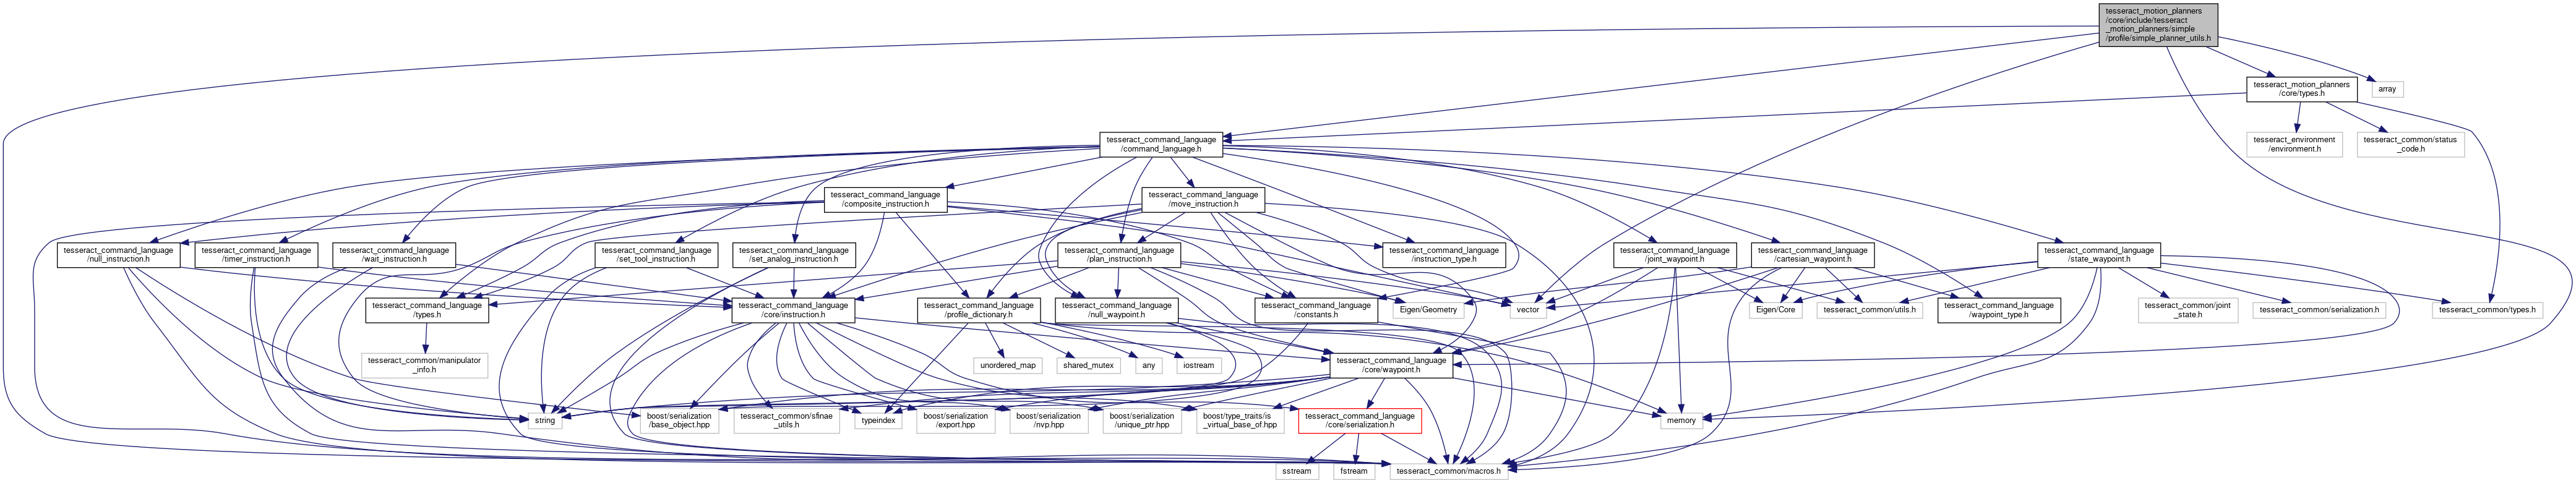 tesseract_motion_planners
/core/include/tesseract
_motion_planners/simple
/profile/simple_planner_utils.h
tesseract_motion_planners
/core/types.h
array
tesseract_command_language
/command_language.h
tesseract_environment
/environment.h
tesseract_common/status
_code.h
tesseract_command_language
/composite_instruction.h
tesseract_command_language
/move_instruction.h
tesseract_command_language
/null_instruction.h
tesseract_command_language
/timer_instruction.h
tesseract_command_language
/wait_instruction.h
tesseract_command_language
/set_tool_instruction.h
tesseract_command_language
/set_analog_instruction.h
tesseract_command_language
/plan_instruction.h
tesseract_command_language
/instruction_type.h
tesseract_command_language
/joint_waypoint.h
tesseract_command_language
/cartesian_waypoint.h
tesseract_command_language
/state_waypoint.h
tesseract_command_language
/types.h
tesseract_command_language
/core/instruction.h
tesseract_command_language
/profile_dictionary.h
tesseract_command_language
/null_waypoint.h
tesseract_command_language
/constants.h
Eigen/Geometry
vector
Eigen/Core
tesseract_common/utils.h
tesseract_command_language
/waypoint_type.h
tesseract_common/joint
_state.h
tesseract_common/serialization.h
tesseract_common/types.h
tesseract_common/manipulator
_info.h
unordered_map
shared_mutex
any
iostream
tesseract_command_language
/core/waypoint.h
string
boost/serialization
/base_object.hpp
tesseract_common/sfinae
_utils.h
typeindex
boost/serialization
/export.hpp
boost/serialization
/nvp.hpp
boost/serialization
/unique_ptr.hpp
boost/type_traits/is
_virtual_base_of.hpp
tesseract_command_language
/core/serialization.h
memory
sstream
fstream
tesseract_common/macros.h